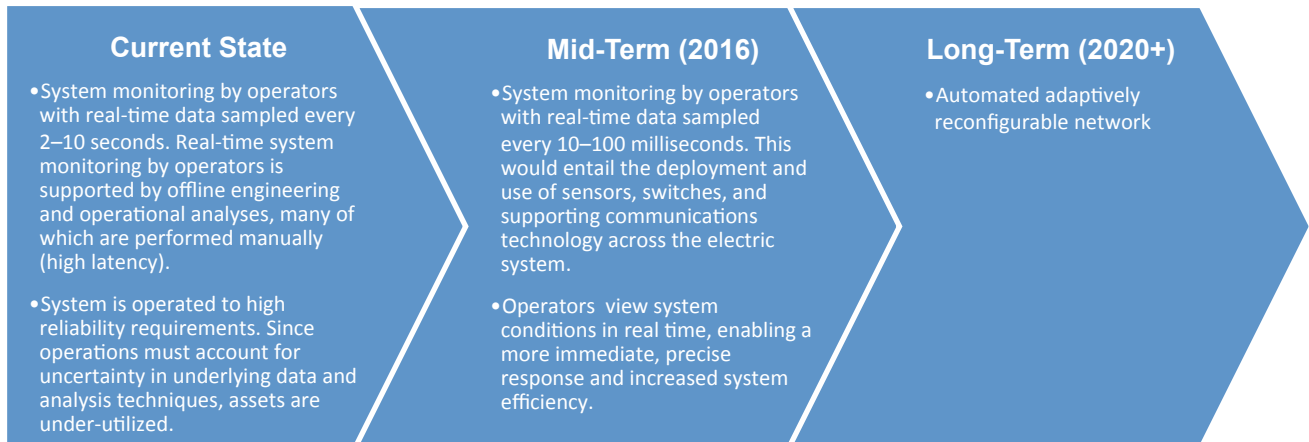 Current State
•System monitoring by operators
with real-time data sampled every
2–10 seconds. Real-time system
monitoring by operators is
supported by offline engineering
and operational analyses, many of
which are performed manually
(high latency).
•System is operated to high
reliability requirements. Since
operations must account for
uncertainty in underlying data and
analysis techniques, assets are
under-utilized.
Mid-Term (2016)
•System monitoring by operators
with real-time data sampled
every 10–100 milliseconds. This
would entail the deployment and
use of sensors, switches, and
supporting communications
technology across the electric
system.
•Operators view system
conditions in real time, enabling a
more immediate, precise
response and increased system
efficiency.
Long-Term (2020+)
•Automated adaptively
reconfigurable network